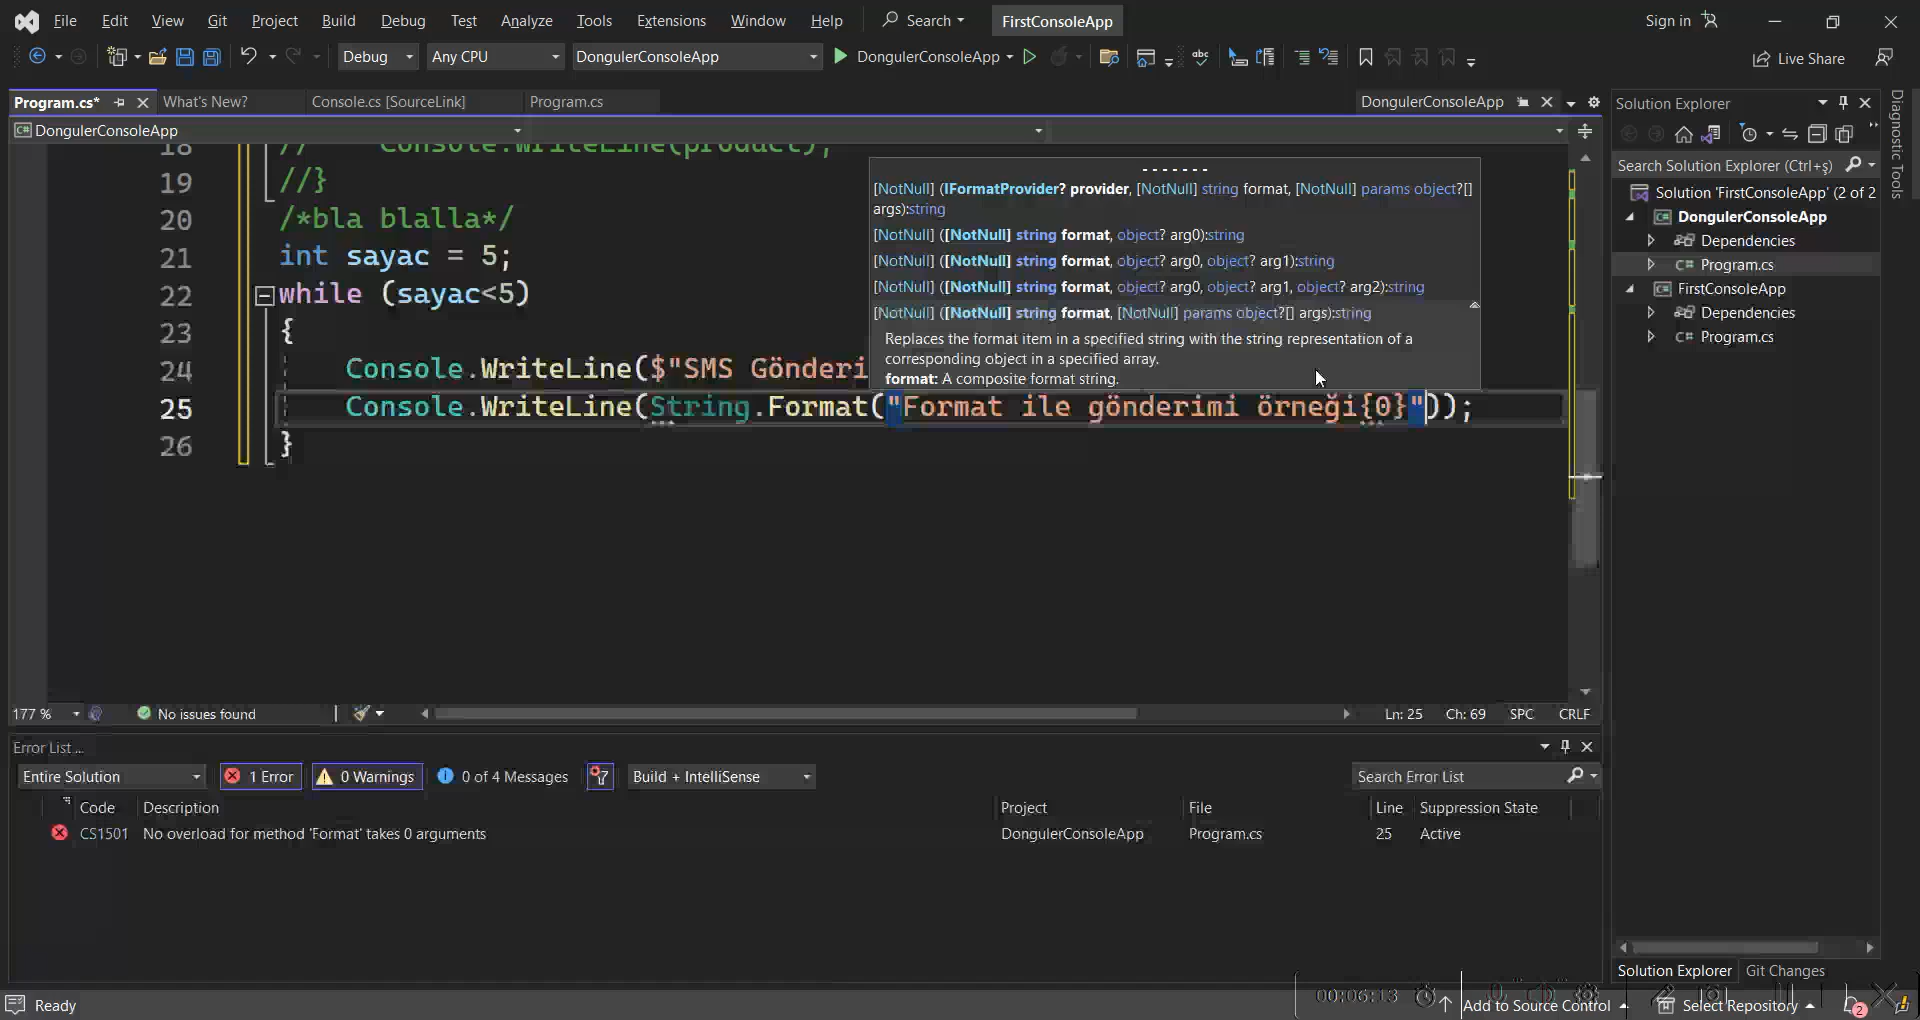 File Edit View Git Project Build Debug Test Analyze Tools Extensions Window Help Search FirstConsoleApp Sign in
Debug Any CPU DongulerConsoleApp DongulerConsoleApp Live Share
Program.cs* What's New? Console.cs [SourceLink] Program.cs DongulerConsoleApp
DongulerConsoleApp
18 // Console.WriteLine(product);
19 //}
20 /*bla blalla*/
21 int sayac = 5;
22 while (sayac<5)
23 {
24 Console.WriteLine($"SMS Gönderi
25 Console.WriteLine(String.Format("Format ile gönderimi örneği{0}"));
26 }
[NotNull] (IFormatProvider? provider, [NotNull] string format, [NotNull] params object?[]
args):string
[NotNull] ([NotNull] string format, object? arg0):string
[NotNull] ([NotNull] string format, object? arg0, object? arg1):string
[NotNull] ([NotNull] string format, object? arg0, object? arg1, object? arg2):string
[NotNull] ([NotNull] string format, [NotNull] params object?[] args):string
Replaces the format item in a specified string with the string representation of a
corresponding object in a specified array.
format: A composite format string.
177 % No issues found Ln: 25 Ch: 69 SPC CRLF
Error List ...
Entire Solution 1 Error 0 Warnings 0 of 4 Messages Build + IntelliSense Search Error List
Code Description Project File Line Suppression State
CS1501 No overload for method 'Format' takes 0 arguments DongulerConsoleApp Program.cs 25 Active
Solution Explorer
Search Solution Explorer (Ctrl+ş)
Solution 'FirstConsoleApp' (2 of 2
DongulerConsoleApp
Dependencies
C# Program.cs
FirstConsoleApp
Dependencies
C# Program.cs
Solution Explorer Git Changes
Diagnostic Tools
Ready 00:06:13 Add to Source Control Select Repository 2